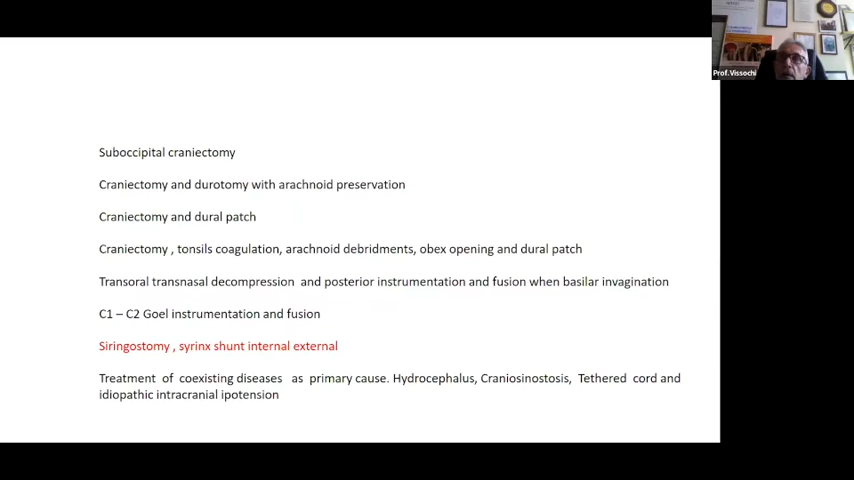 Prof.Vissochi
Suboccipital craniectomy
Craniectomy and durotomy with arachnoid preservation
Craniectomy and dural patch
Craniectomy , tonsils coagulation, arachnoid debridments, obex opening and dural patch
Transoral transnasal decompression and posterior instrumentation and fusion when basilar invagination
C1 – C2 Goel instrumentation and fusion
Siringostomy , syrinx shunt internal external
Treatment of coexisting diseases as primary cause. Hydrocephalus, Craniosinostosis, Tethered cord and
idiopathic intracranial ipotension